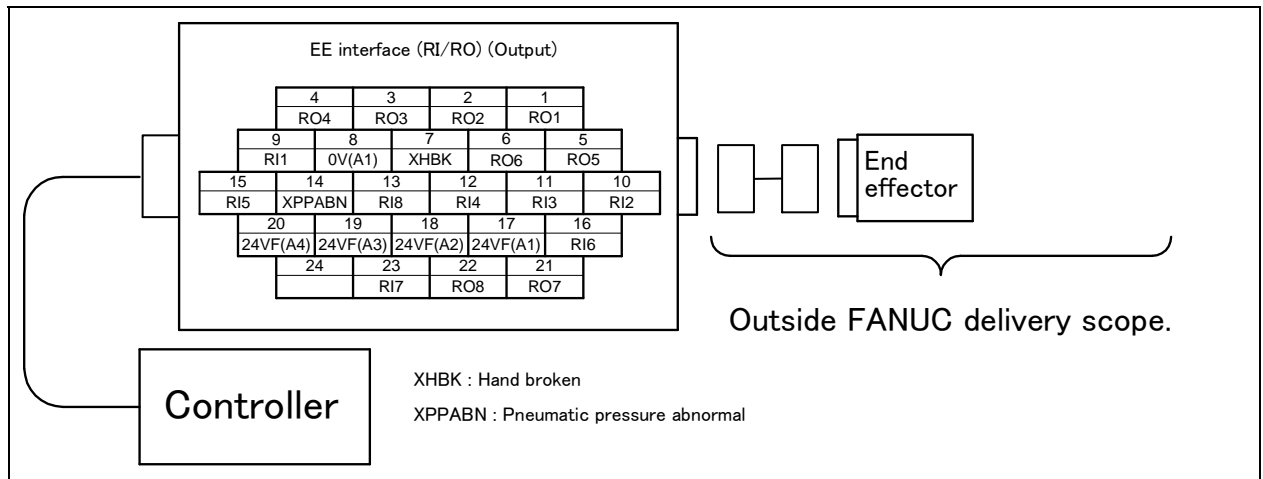 EE interface (RI/RO) (Output)
4 3 2 1
RO4 RO3 RO2 RO1
9 8 7 6 5
RI1 0V(A1) XHBK RO6 RO5
15 14 13 12 11 10
RI5 XPPABN RI8 RI4 RI3 RI2
20 19 18 17 16
24VF(A4) 24VF(A3) 24VF(A2) 24VF(A1) RI6
24 23 22 21
RI7 RO8 RO7
End
effector
Outside FANUC delivery scope.
Controller
XHBK : Hand broken
XPPABN : Pneumatic pressure abnormal